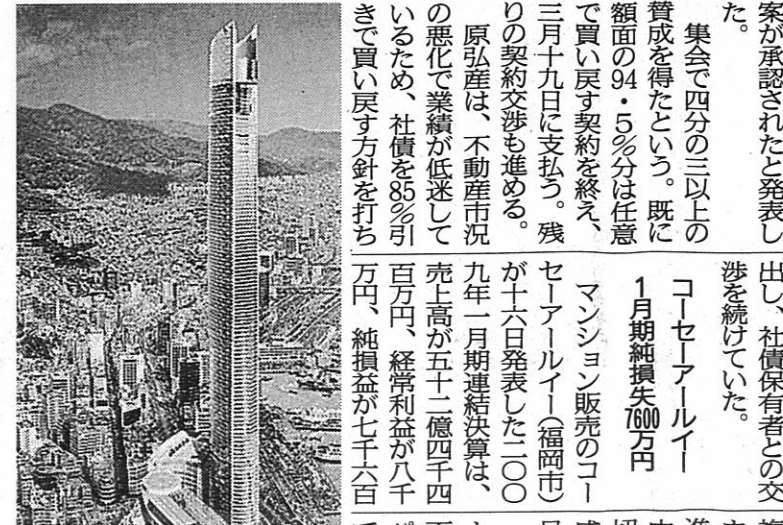 案が承認されたと発表し
た。
集会で四分の三以上の
賛成を得たという。既に
額面の94・5％分は任意
で買い戻す契約を終え、
三月十九日に支払う。残
りの契約交渉も進める。
原弘産は、不動産市況
の悪化で業績が低迷して
いるため、社債を85％引
きで買い戻す方針を打ち
出し、社債保有者との交
渉を続けていた。
コーセーアールイー
1月期純損失7600万円
マンション販売のコー
セーアールイー（福岡市）
が十六日発表した二〇〇
九年一月期連結決算は、
売上高が五十二億四千四
百万円、経常利益が八千
万円、純損益が七千六百